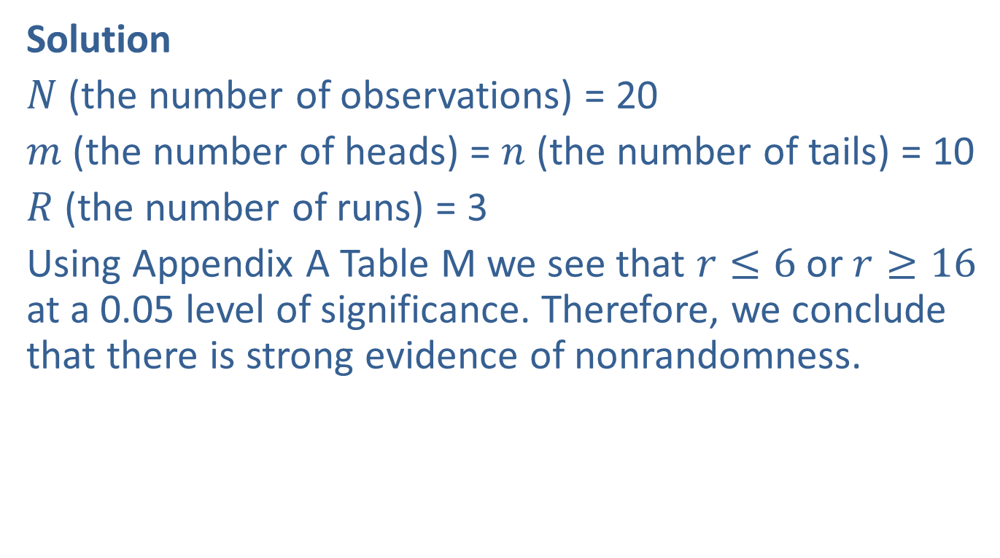 Solution
𝑁 (the number of observations) = 20
𝑚 (the number of heads) = 𝑛 (the number of tails) = 10
𝑅 (the number of runs) = 3
Using Appendix A Table M we see that 𝑟 ≤ 6 or 𝑟 ≥ 16
at a 0.05 level of significance. Therefore, we conclude
that there is strong evidence of nonrandomness.